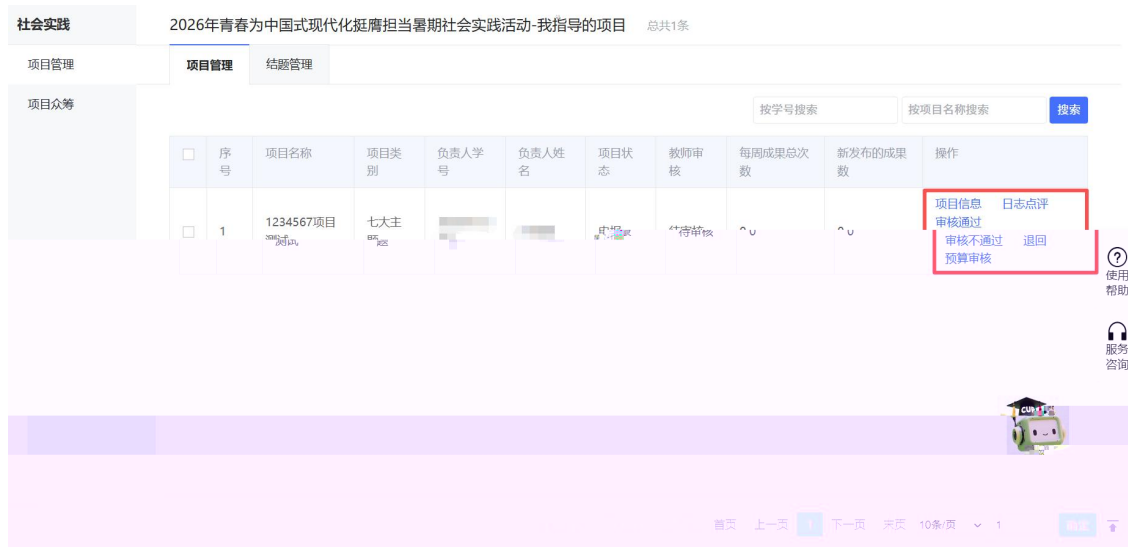 社会实践
2026年青春为中国式现代化挺膺担当暑期社会实践活动-我指导的项目 总共1条
项目管理
项目管理 结题管理
项目众筹
按学号搜索 按项目名称搜索 搜索
序号 项目名称 项目类别 负责人学号 负责人姓名 项目状态 教师审核 每周成果总次数 新发布的成果数 操作
项目信息 日志点评
审核通过
1 1234567项目 七大主
测试 题 待审核
审核不通过 退回
预算审核
使用
帮助
服务
咨询
首页 上一页 1 下一页 末页 10条/页 1